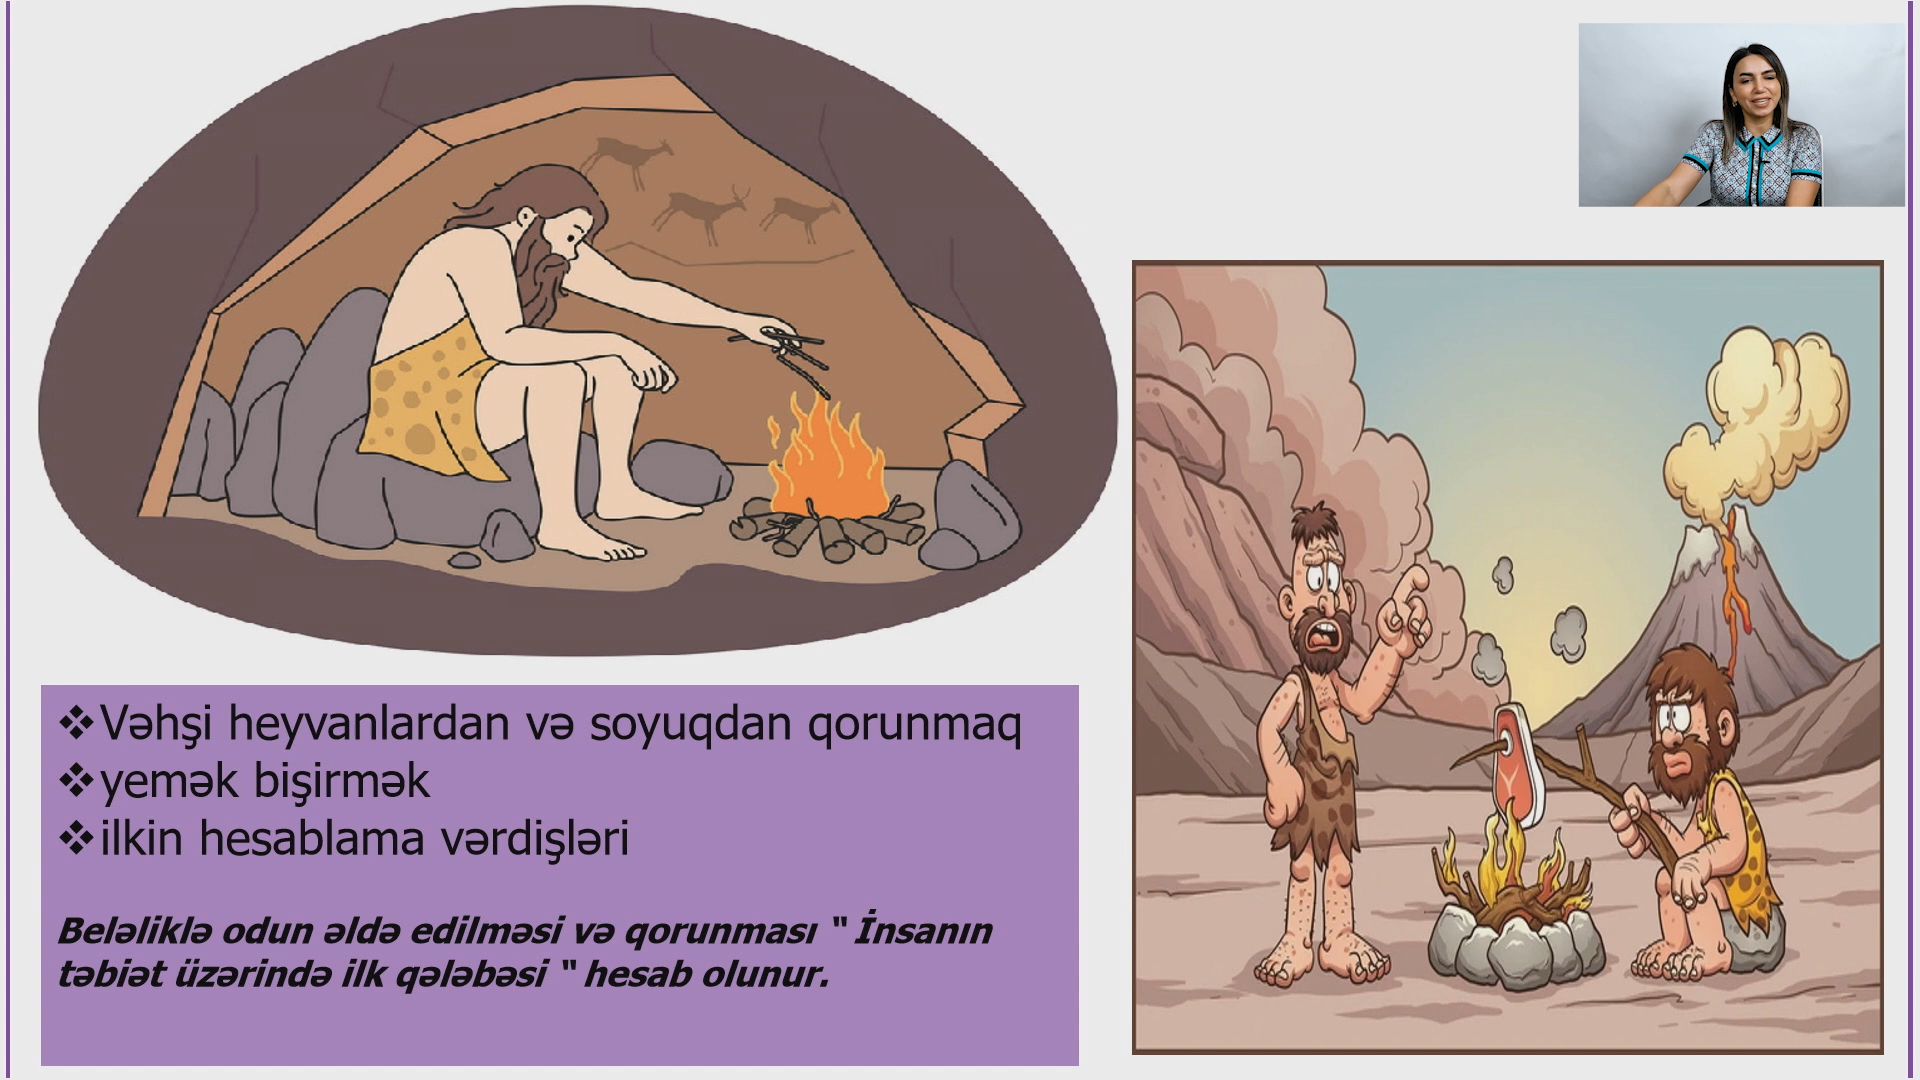 ❖Vəhşi heyvanlardan və soyuqdan qorunmaq
❖yemək bişirmək
❖ilkin hesablama vərdişləri
Beləliklə odun əldə edilməsi və qorunması " İnsanın
təbiət üzərində ilk qələbəsi " hesab olunur.